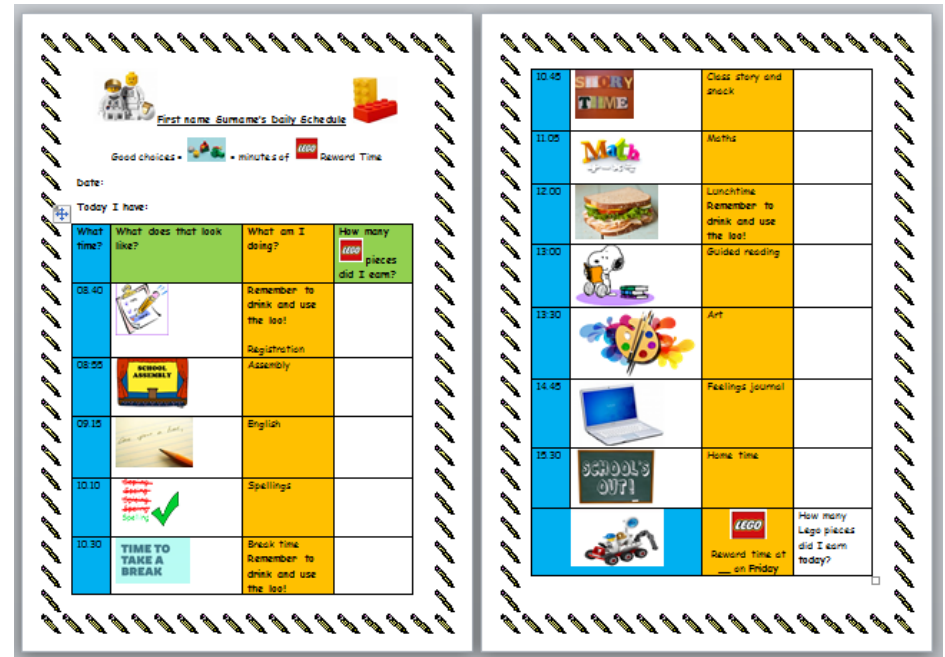 First name Surname's Daily Schedule
Good choices = = minutes of LEGO Reward Time
Date:
Today I have:
What time?
What does that look like?
What am I doing?
How many LEGO pieces did I earn?
08.40
Remember to
drink and use
the loo!
Registration
08:55
SCHOOL
ASSEMBLY
Assembly
09.15
English
10.10
Spelling
Spellings
10.30
TIME TO
TAKE A
BREAK
Break time
Remember to
drink and use
the loo!
10.45
STORY
TIME
Class story and
snack
11.05
Math
Maths
12.00
Lunchtime
Remember to
drink and use
the loo!
13:00
Guided reading
13:30
Art
14.45
Feelings journal
15.30
SCHOOL'S
OUT!
Home time
LEGO
Reward time at
__ on Friday
How many
Lego pieces
did I earn
today?